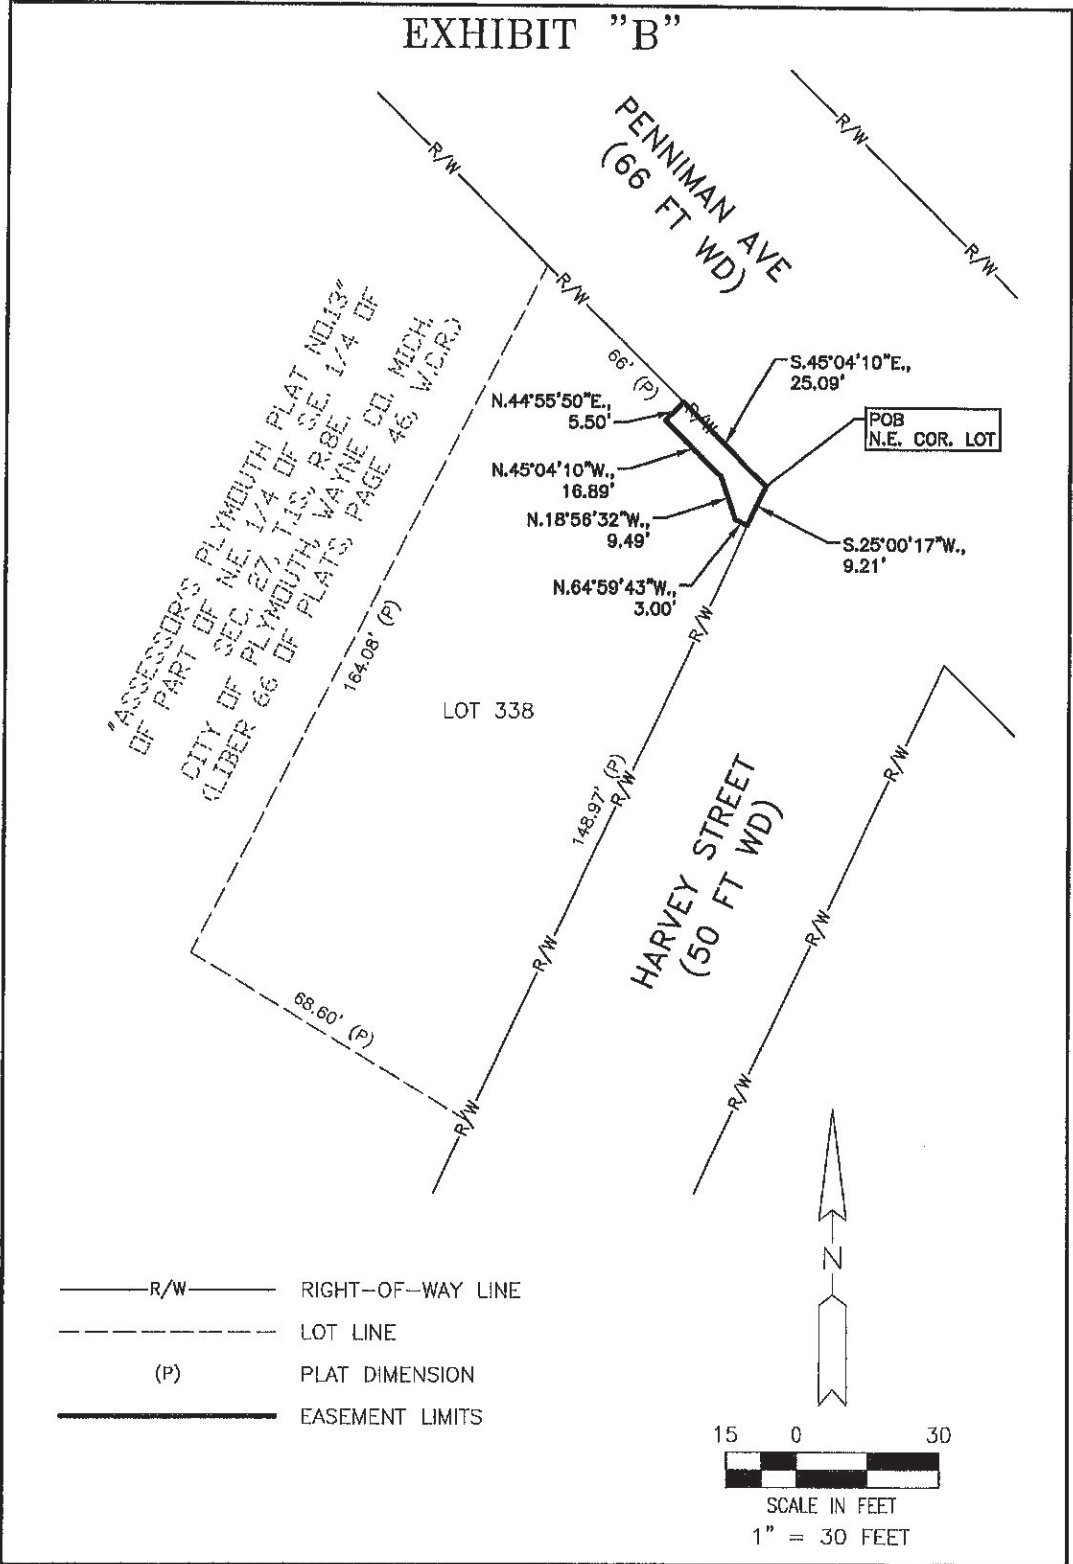 EXHIBIT "B"
PENNIMAN AVE
(66 FT WD)
R/W
R/W
R/W
R/W
R/W
66' (P)
S.45°04'10"E.,
25.09'
POB
N.E. COR. LOT
N.44°55'50"E.,
5.50'
N.45°04'10"W.,
16.89'
N.18°56'32"W.,
9.49'
N.64°59'43"W.,
3.00'
S.25°00'17"W.,
9.21'
"ASSESSOR'S PLYMOUTH PLAT NO.13"
OF PART OF N.E. 1/4 OF S.E. 1/4 OF
SEC. 27, T.1S., R.8E.
CITY OF PLYMOUTH, WAYNE CO. MICH.
(LIBER 66 OF PLATS, PAGE 46, W.C.R.)
164.08' (P)
LOT 338
148.97' (P)
68.60' (P)
R/W
R/W
R/W
R/W
HARVEY STREET
(50 FT WD)
R/W
R/W
R/W
N
R/W RIGHT-OF-WAY LINE
LOT LINE
(P) PLAT DIMENSION
EASEMENT LIMITS
15 0 30
SCALE IN FEET
1" = 30 FEET